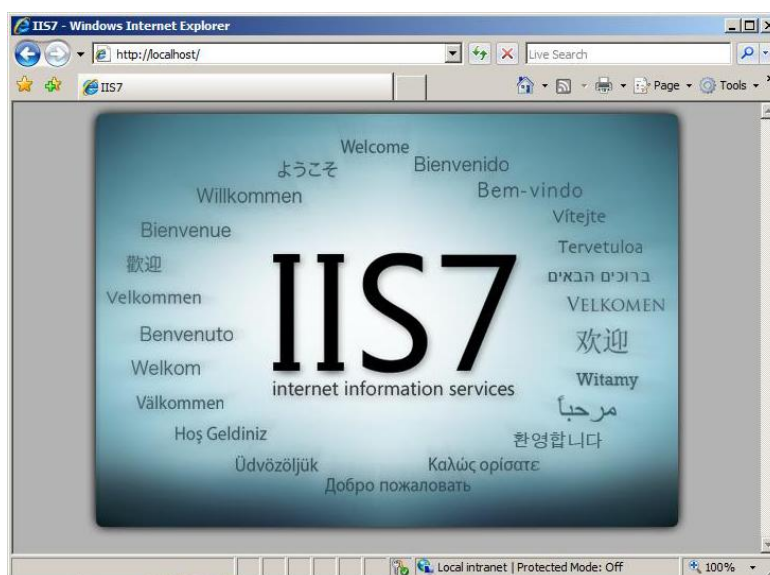 IIS7 - Windows Internet Explorer
http://localhost/
Live Search
IIS7
Page
Tools
Welcome
ようこそ
Bienvenido
Willkommen
Bem-vindo
Vítejte
Bienvenue
Tervetuloa
歡迎
ברוכים הבאים
Velkommen
VELKOMEN
Benvenuto
欢迎
IIS7
internet information services
Welkom
Witamy
Välkommen
مرحباً
Hoş Geldiniz
환영합니다
Üdvözöljük
Καλώς ορίσατε
Добро пожаловать
Local intranet | Protected Mode: Off
100%